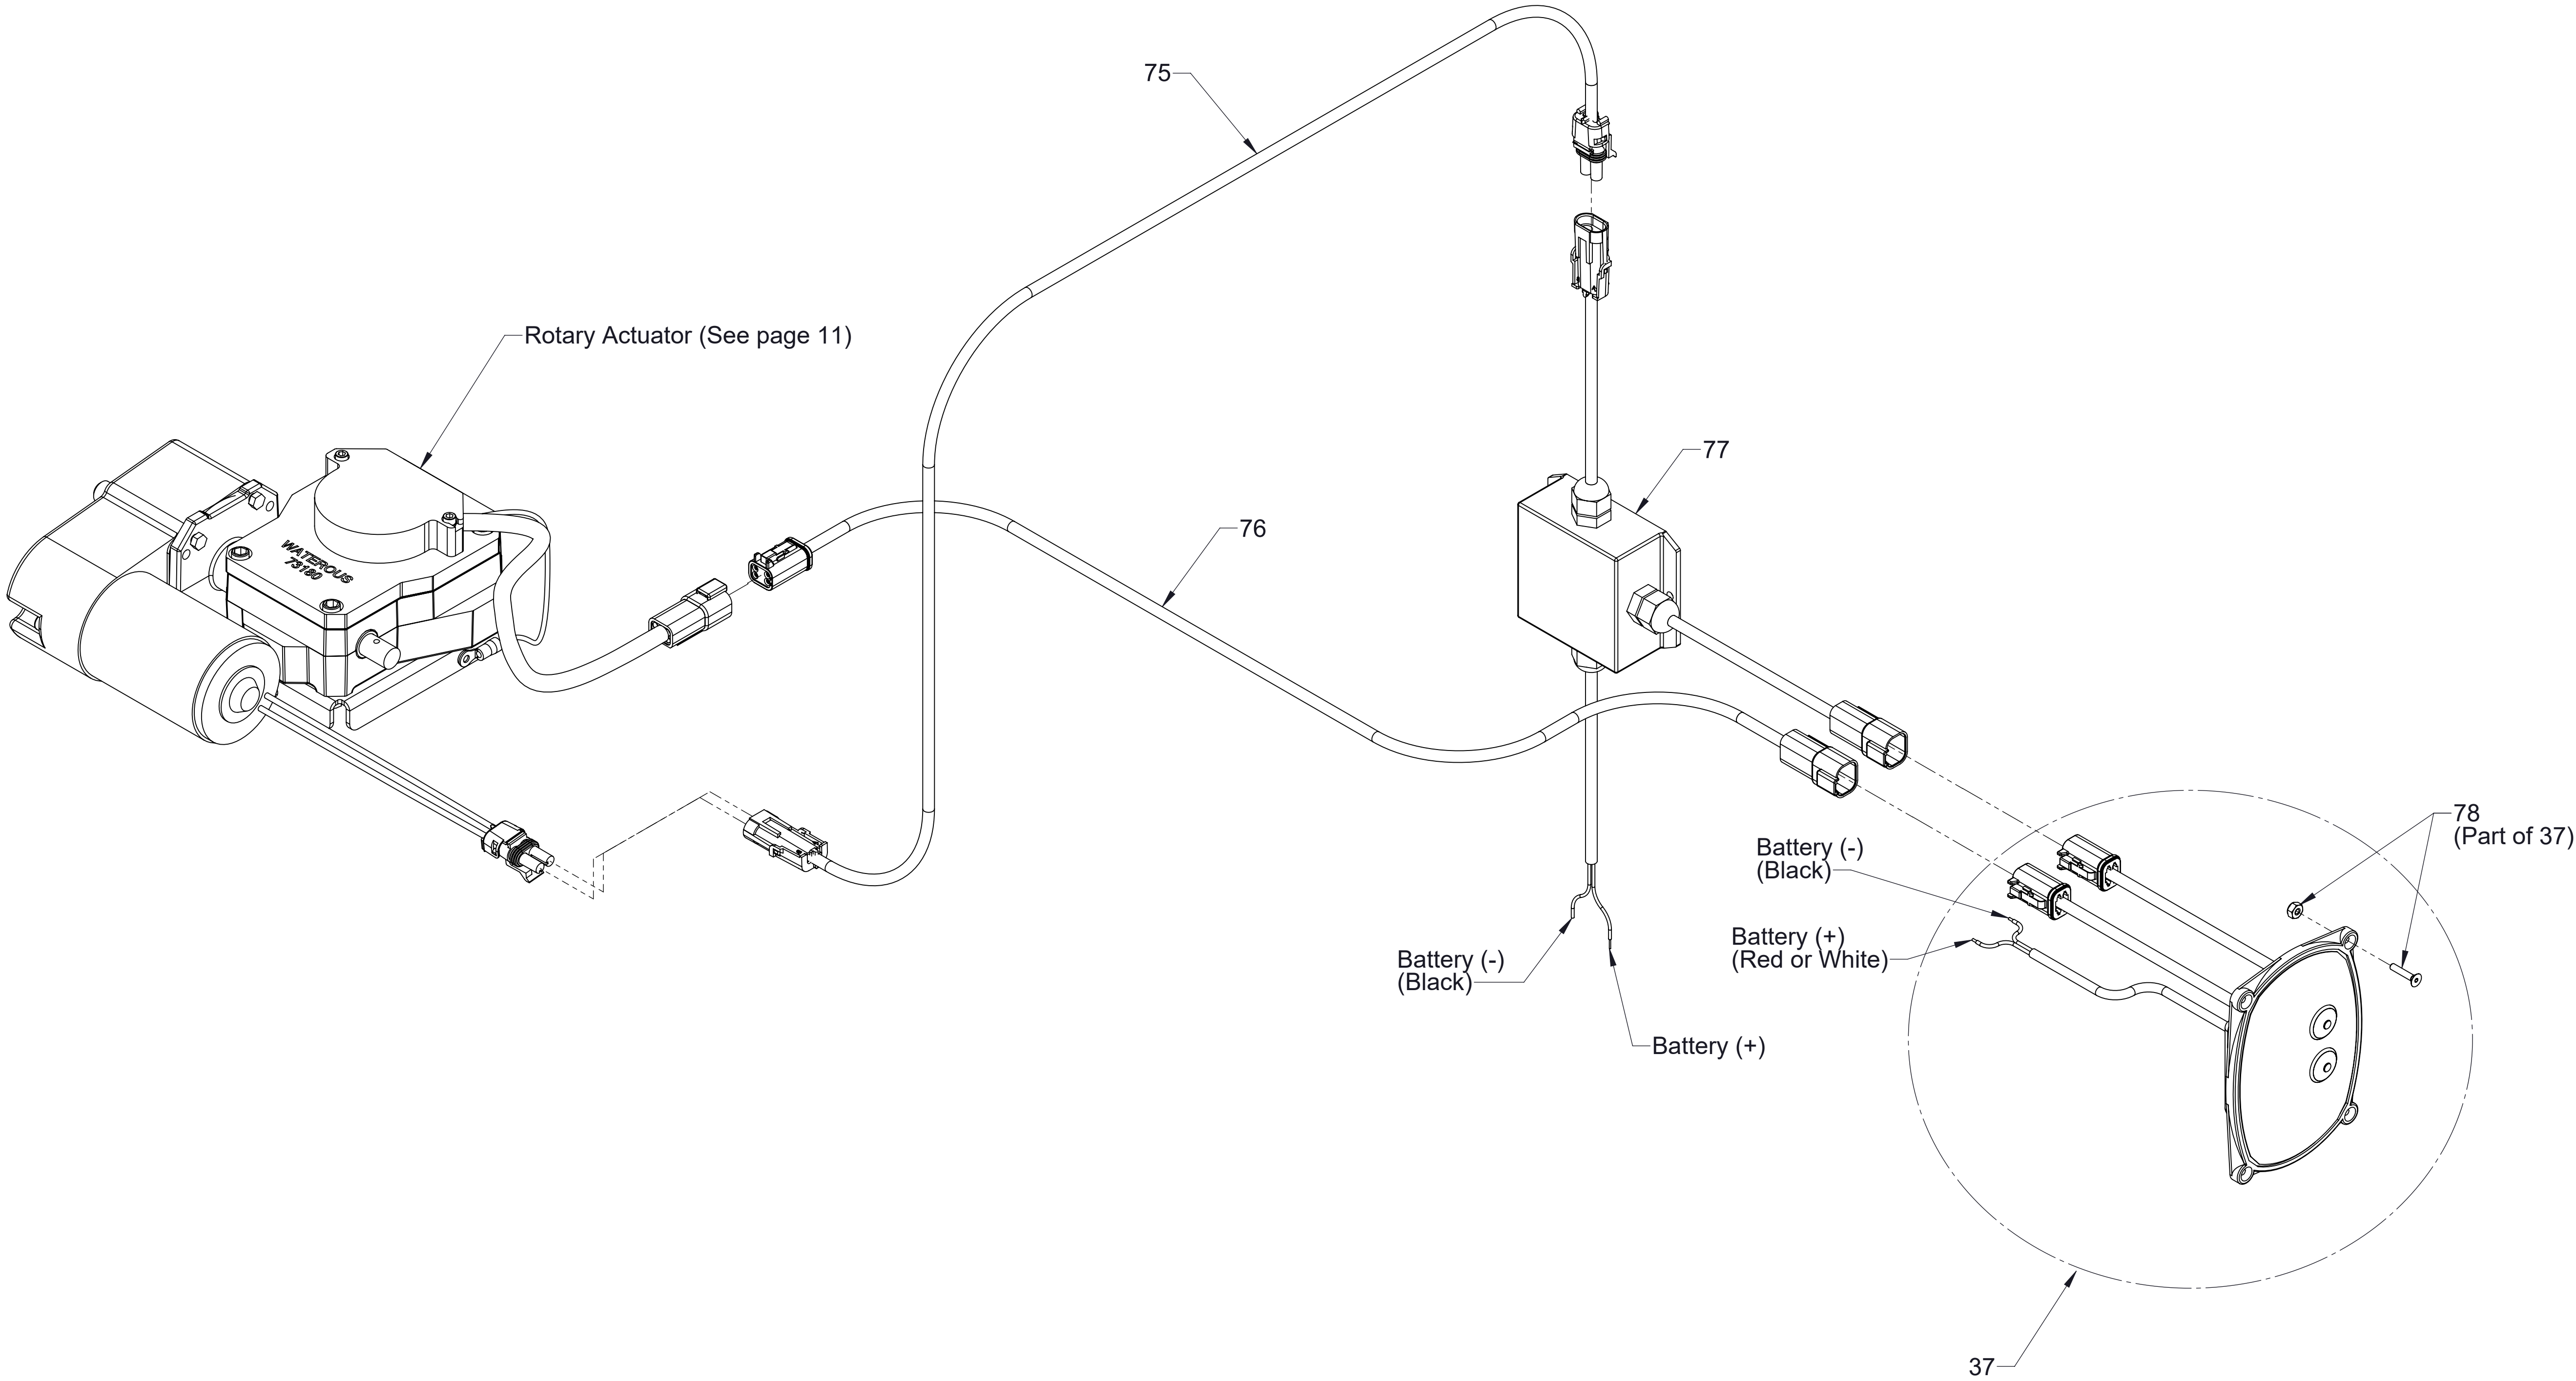 75
Rotary Actuator (See page 11)
77
76
WATEROUS
73180
78
(Part of 37)
Battery (-)
(Black)
Battery (+)
(Red or White)
Battery (-)
(Black)
Battery (+)
37